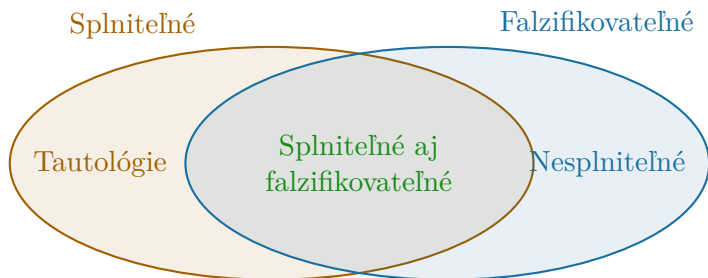 Splniteľné
Falzifikovateľné
Tautológie
Splniteľné aj
falzifikovateľné
Nesplniteľné